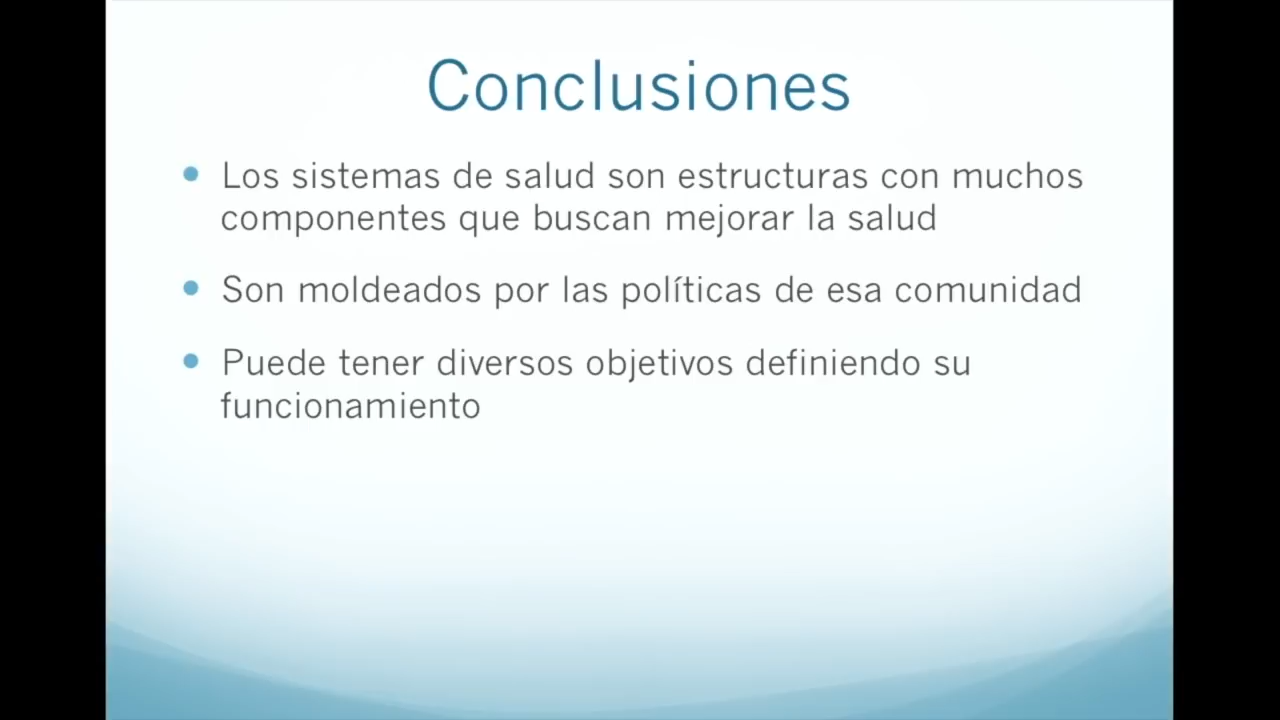 Conclusiones
Los sistemas de salud son estructuras con muchos
componentes que buscan mejorar la salud
Son moldeados por las políticas de esa comunidad
Puede tener diversos objetivos definiendo su
funcionamiento